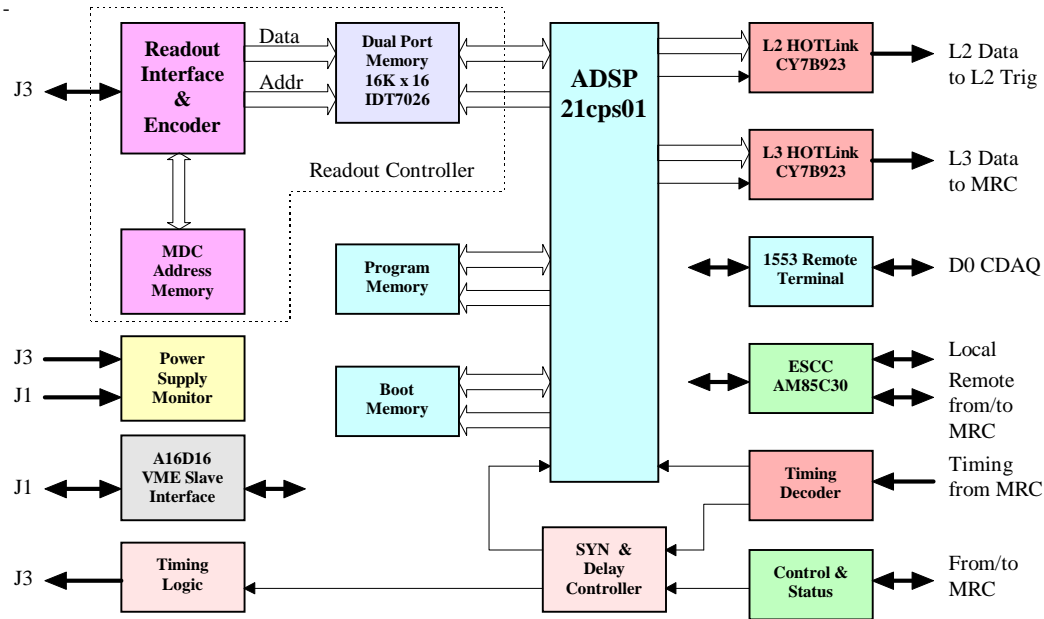 -
J3
Readout
Interface
&
Encoder
Data
Addr
Dual Port
Memory
16K x 16
IDT7026
Readout Controller
MDC
Address
Memory
ADSP
21cps01
L2 HOTLink
CY7B923
L2 Data
to L2 Trig
L3 HOTLink
CY7B923
L3 Data
to MRC
Program
Memory
1553 Remote
Terminal
D0 CDAQ
J3
J1
Power
Supply
Monitor
Boot
Memory
ESCC
AM85C30
Local
Remote
from/to
MRC
J1
A16D16
VME Slave
Interface
Timing
Decoder
Timing
from MRC
J3
Timing
Logic
SYN &
Delay
Controller
Control &
Status
From/to
MRC